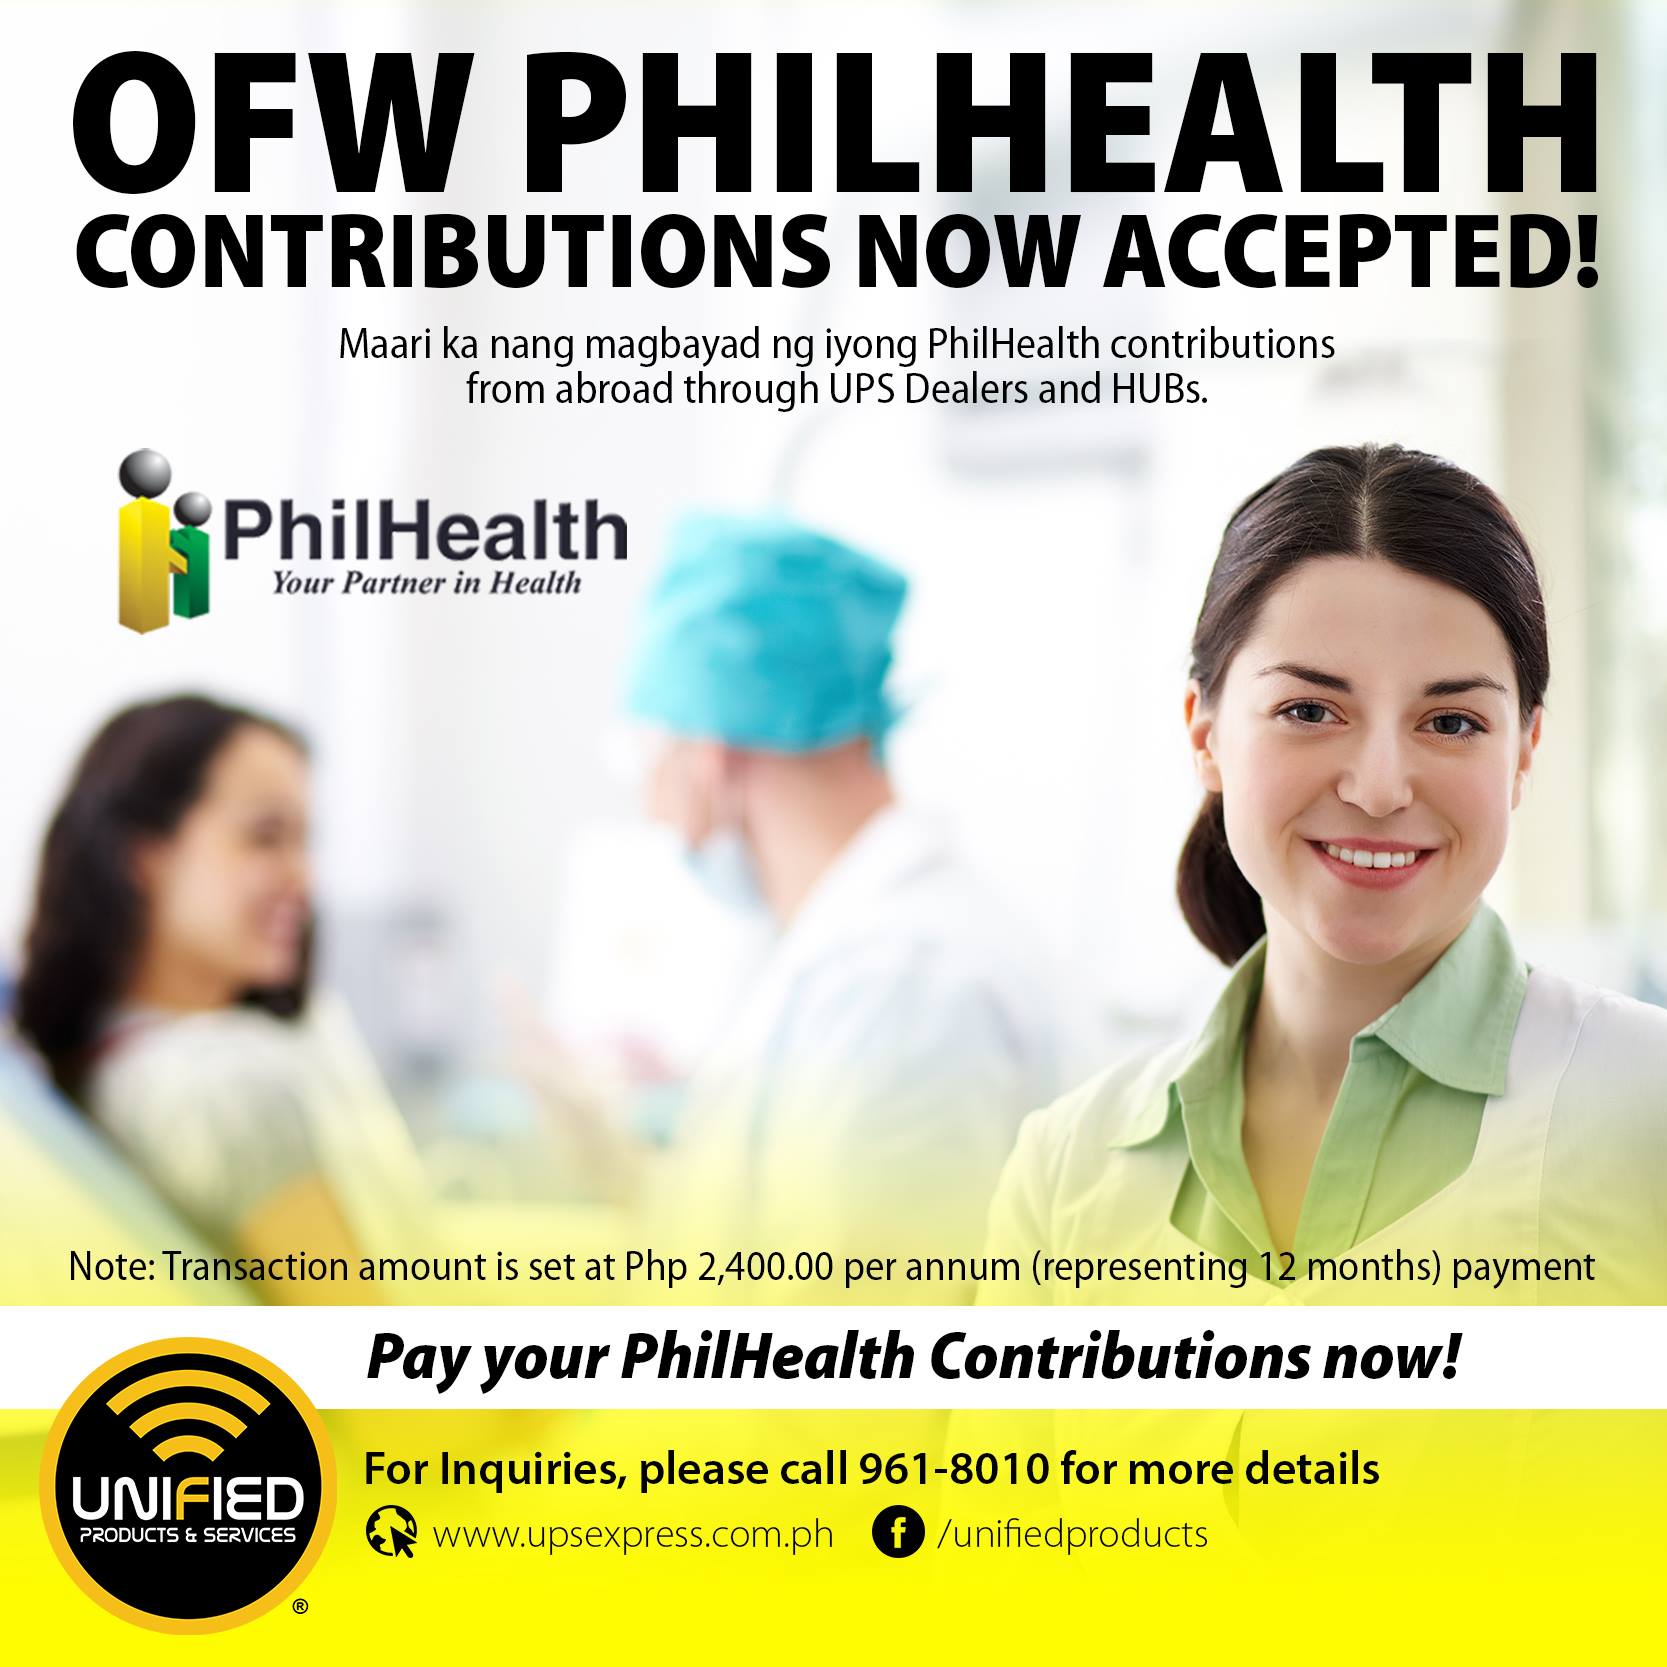 OFW PHILHEALTH
CONTRIBUTIONS NOW ACCEPTED!
Maari ka nang magbayad ng iyong PhilHealth contributions
from abroad through UPS Dealers and HUBs.
PhilHealth
Your Partner in Health
Note: Transaction amount is set at Php 2,400.00 per annum (representing 12 months) payment
Pay your PhilHealth Contributions now!
For Inquiries, please call 961-8010 for more details
www.upsexpress.com.ph f /unifiedproducts
UNIFIED
PRODUCTS & SERVICES
®